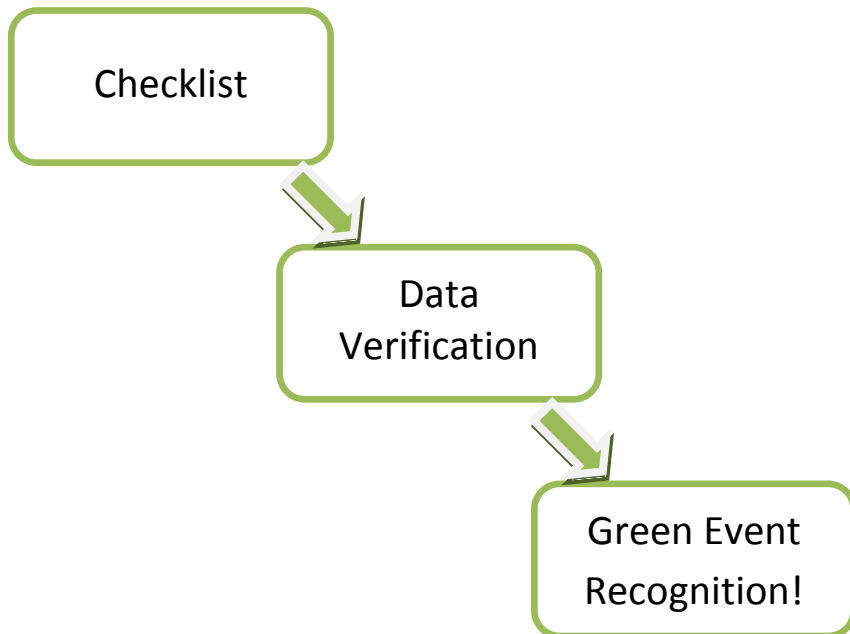 Checklist
Data
Verification
Green Event
Recognition!